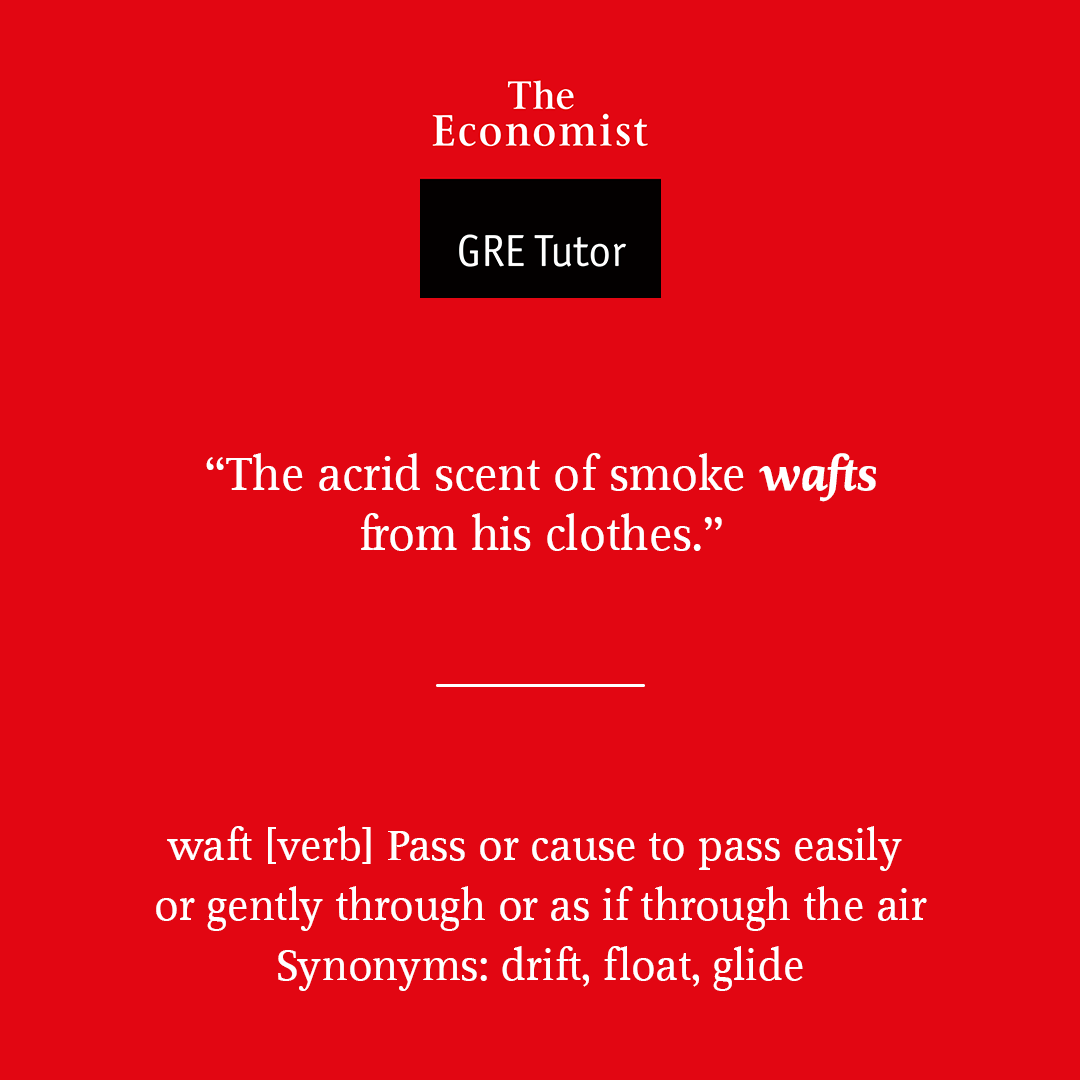 The
Economist
GRE Tutor
“The acrid scent of smoke wafts
from his clothes.”
waft [verb] Pass or cause to pass easily
or gently through or as if through the air
Synonyms: drift, float, glide